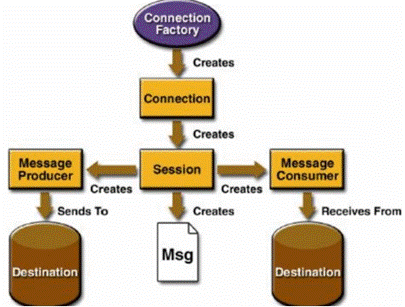 Connection
Factory
Creates
Connection
Creates
Message
Producer
Creates
Session
Creates
Message
Consumer
Sends To
Creates
Receives From
Destination
Msg
Destination